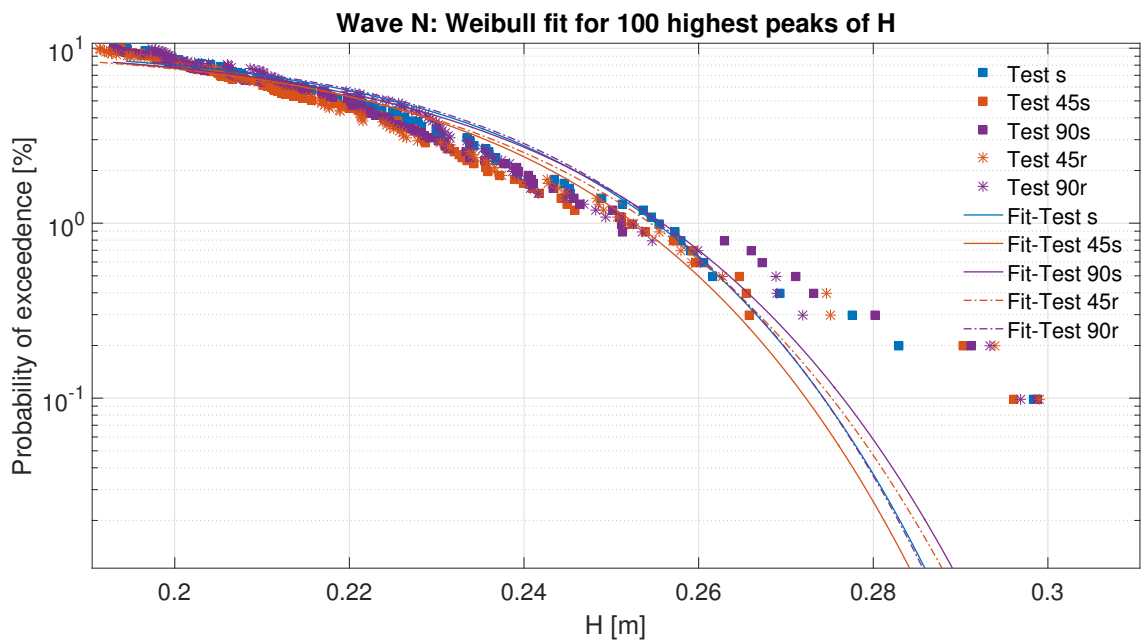 Wave N: Weibull fit for 100 highest peaks of H
Probability of exceedence [%]
10^1
10^0
10^-1
0.2
0.22
0.24
0.26
0.28
0.3
H [m]
Test s
Test 45s
Test 90s
Test 45r
Test 90r
Fit-Test s
Fit-Test 45s
Fit-Test 90s
Fit-Test 45r
Fit-Test 90r